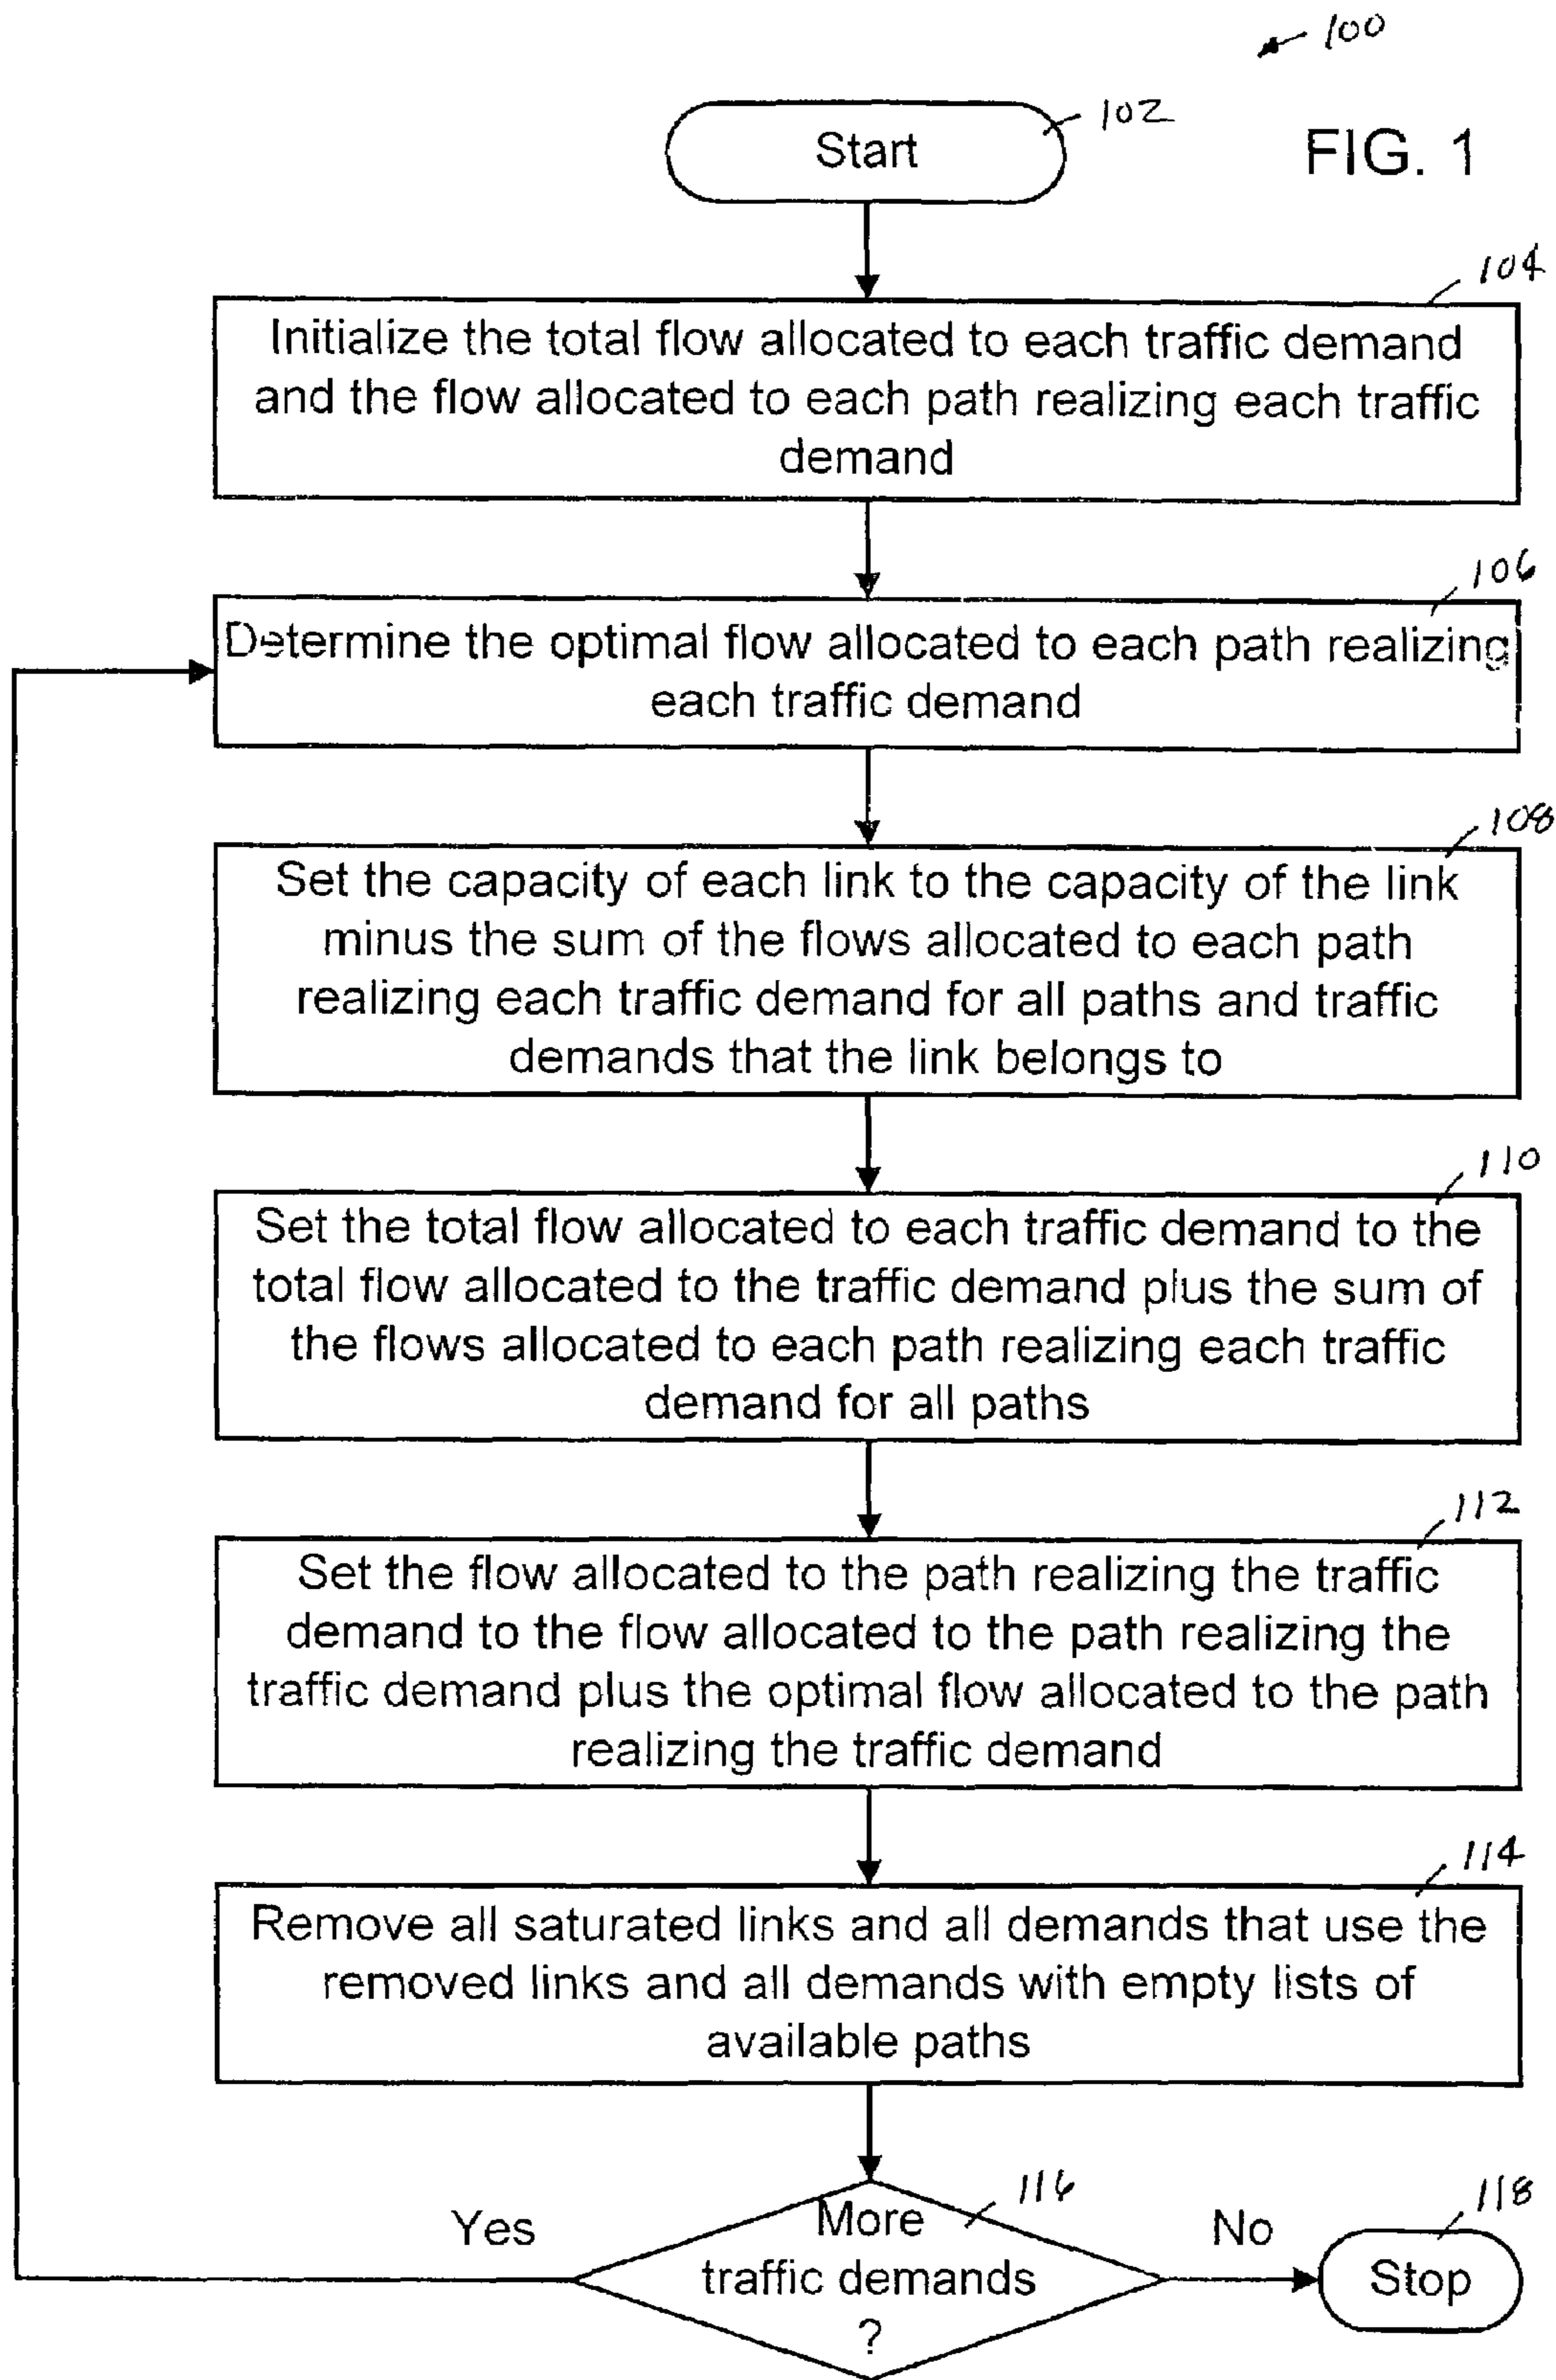 100
Start
102
FIG. 1
104
Initialize the total flow allocated to each traffic demand
and the flow allocated to each path realizing each traffic
demand
106
Determine the optimal flow allocated to each path realizing
each traffic demand
108
Set the capacity of each link to the capacity of the link
minus the sum of the flows allocated to each path
realizing each traffic demand for all paths and traffic
demands that the link belongs to
110
Set the total flow allocated to each traffic demand to the
total flow allocated to the traffic demand plus the sum of
the flows allocated to each path realizing each traffic
demand for all paths
112
Set the flow allocated to the path realizing the traffic
demand to the flow allocated to the path realizing the
traffic demand plus the optimal flow allocated to the path
realizing the traffic demand
114
Remove all saturated links and all demands that use the
removed links and all demands with empty lists of
available paths
116
118
Yes
More
No
traffic demands
Stop
?